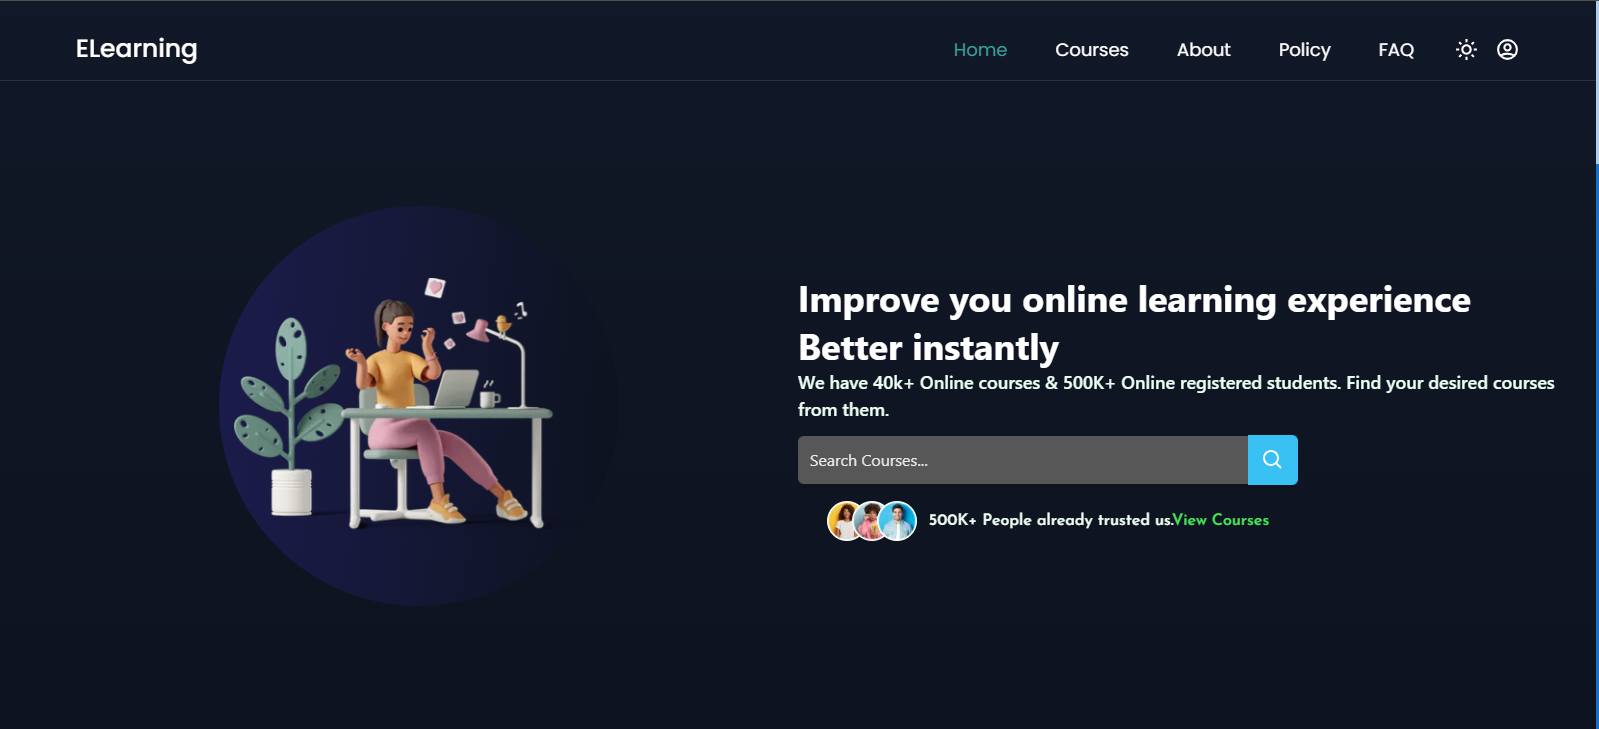 ELearning
Home Courses About Policy FAQ
Improve you online learning experience
Better instantly
We have 40k+ Online courses & 500K+ Online registered students. Find your desired courses
from them.
Search Courses...
500K+ People already trusted us.View Courses